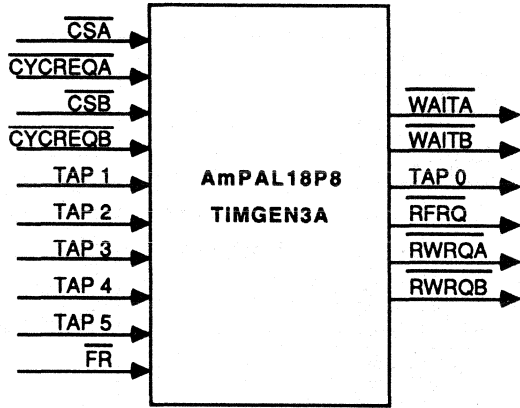 CSA
CYCREQA
CSB
CYCREQB
TAP 1
TAP 2
TAP 3
TAP 4
TAP 5
FR
AmPAL18P8
TIMGEN3A
WAITA
WAITB
TAP 0
RFRQ
RWRQA
RWRQB